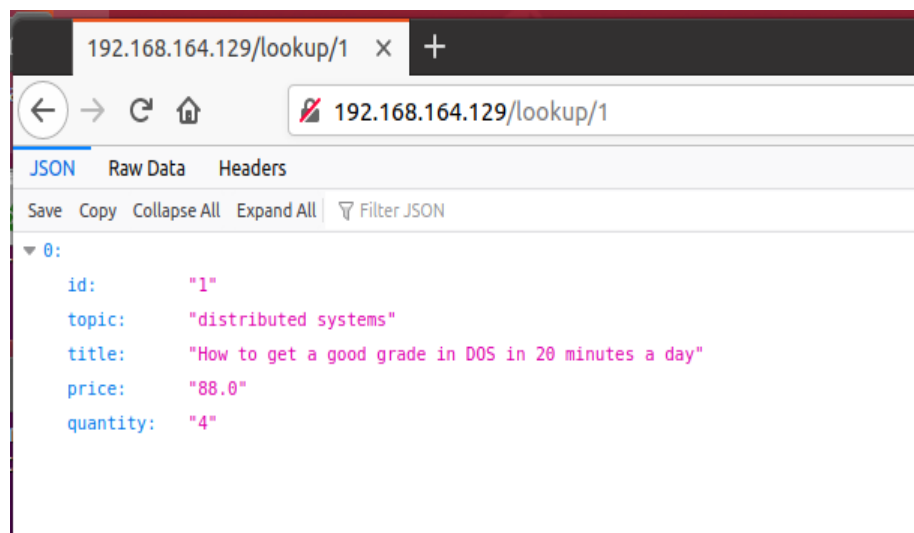 192.168.164.129/lookup/1 × +
192.168.164.129/lookup/1
JSON Raw Data Headers
Save Copy Collapse All Expand All Filter JSON
0:
id: "1"
topic: "distributed systems"
title: "How to get a good grade in DOS in 20 minutes a day"
price: "88.0"
quantity: "4"